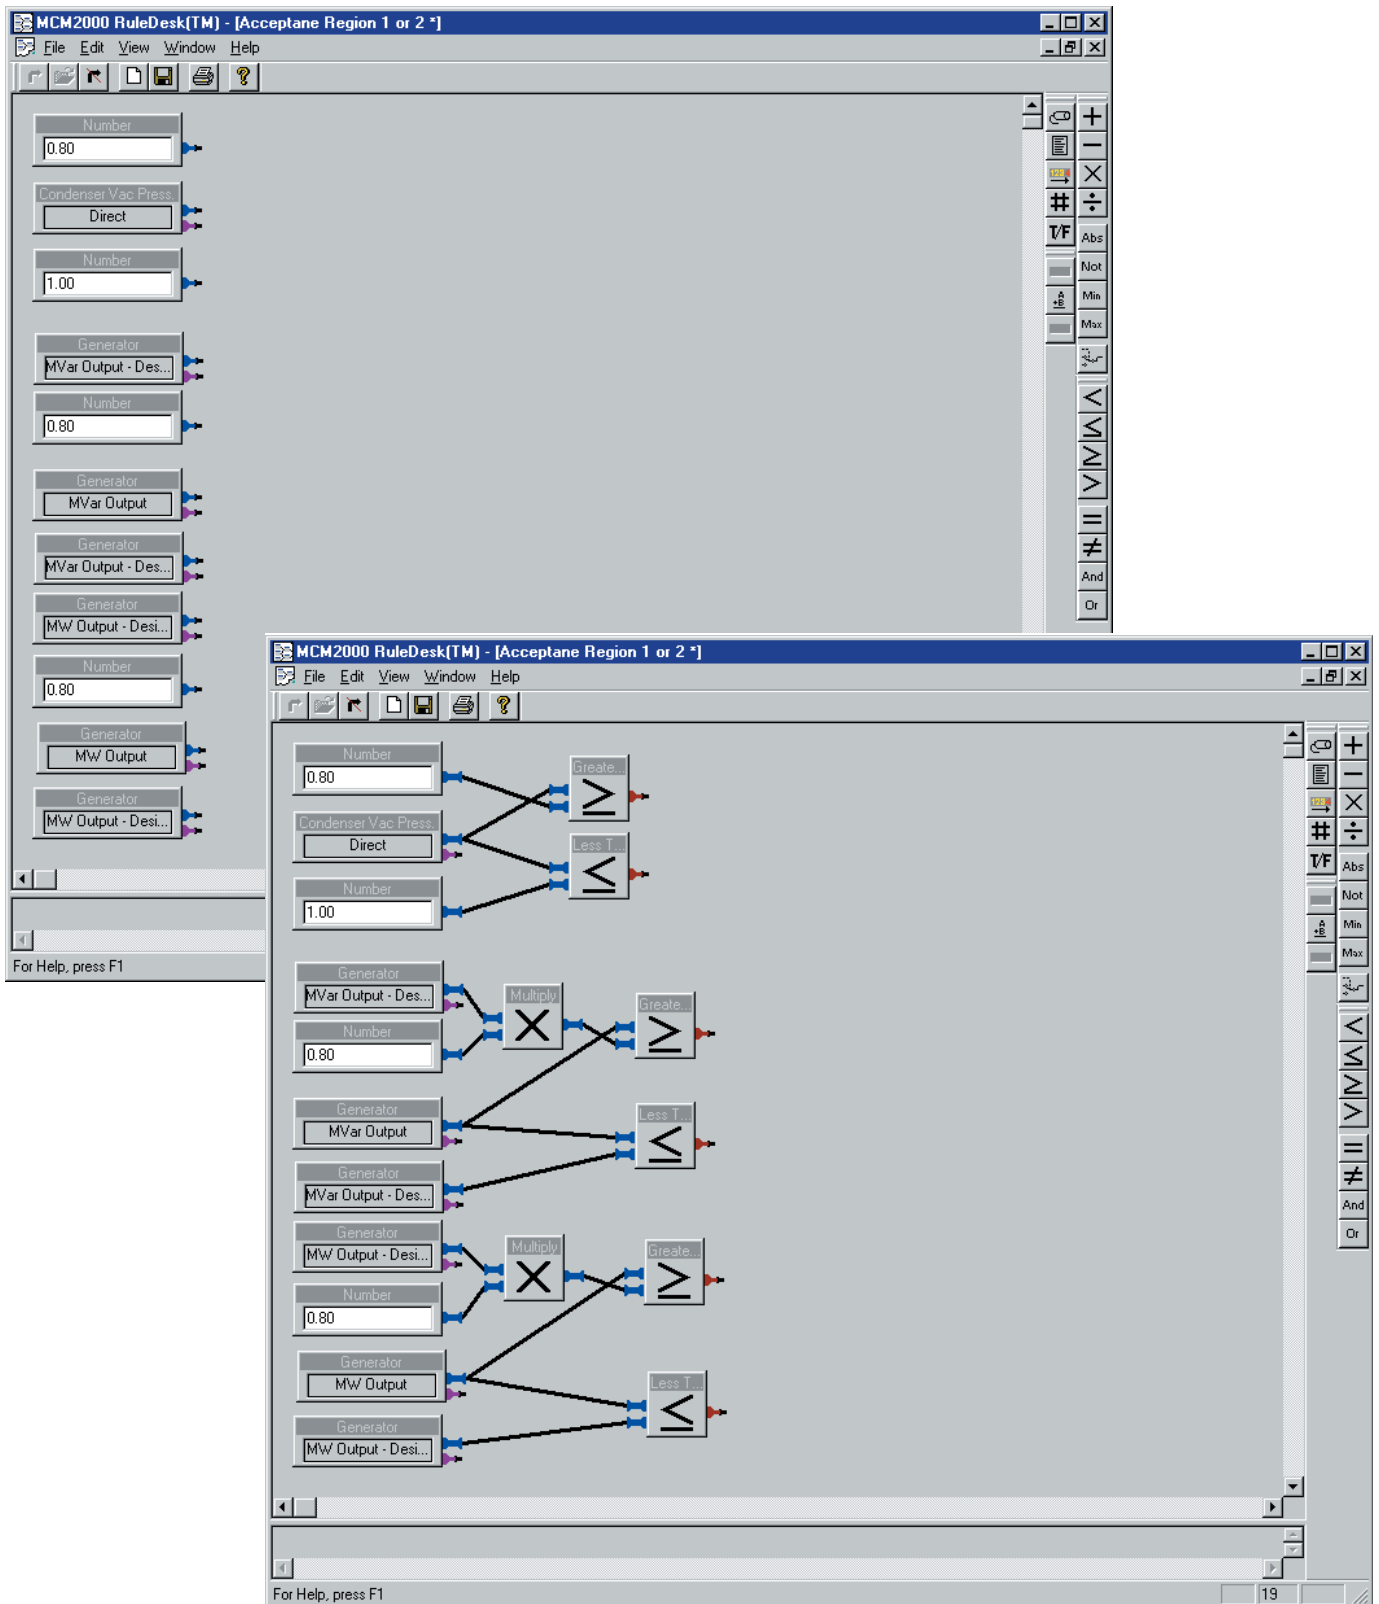 MCM2000 RuleDesk(TM) - [Acceptane Region 1 or 2 *]
File Edit View Window Help
Number
0.80
Condenser Vac Press.
Direct
Number
1.00
Generator
MVar Output - Des...
Number
0.80
Generator
MVar Output
Generator
MVar Output - Des...
Generator
MW Output - Desi...
Number
0.80
Generator
MW Output
Generator
MW Output - Desi...
For Help, press F1
+
−
×
#
÷
T/F
Abs
Not
A
+B
Min
Max
<
≤
≥
>
=
≠
And
Or
MCM2000 RuleDesk(TM) - [Acceptane Region 1 or 2 *]
File Edit View Window Help
Number
0.80
Greate...
≥
Condenser Vac Press.
Direct
Less T...
≤
Number
1.00
Generator
MVar Output - Des...
Multiply
×
Greate...
≥
Number
0.80
Generator
MVar Output
Less T...
≤
Generator
MVar Output - Des...
Generator
MW Output - Desi...
Multiply
×
Greate...
≥
Number
0.80
Generator
MW Output
Less T...
≤
Generator
MW Output - Desi...
+
−
×
#
÷
T/F
Abs
Not
A
+B
Min
Max
<
≤
≥
>
=
≠
And
Or
For Help, press F1
19